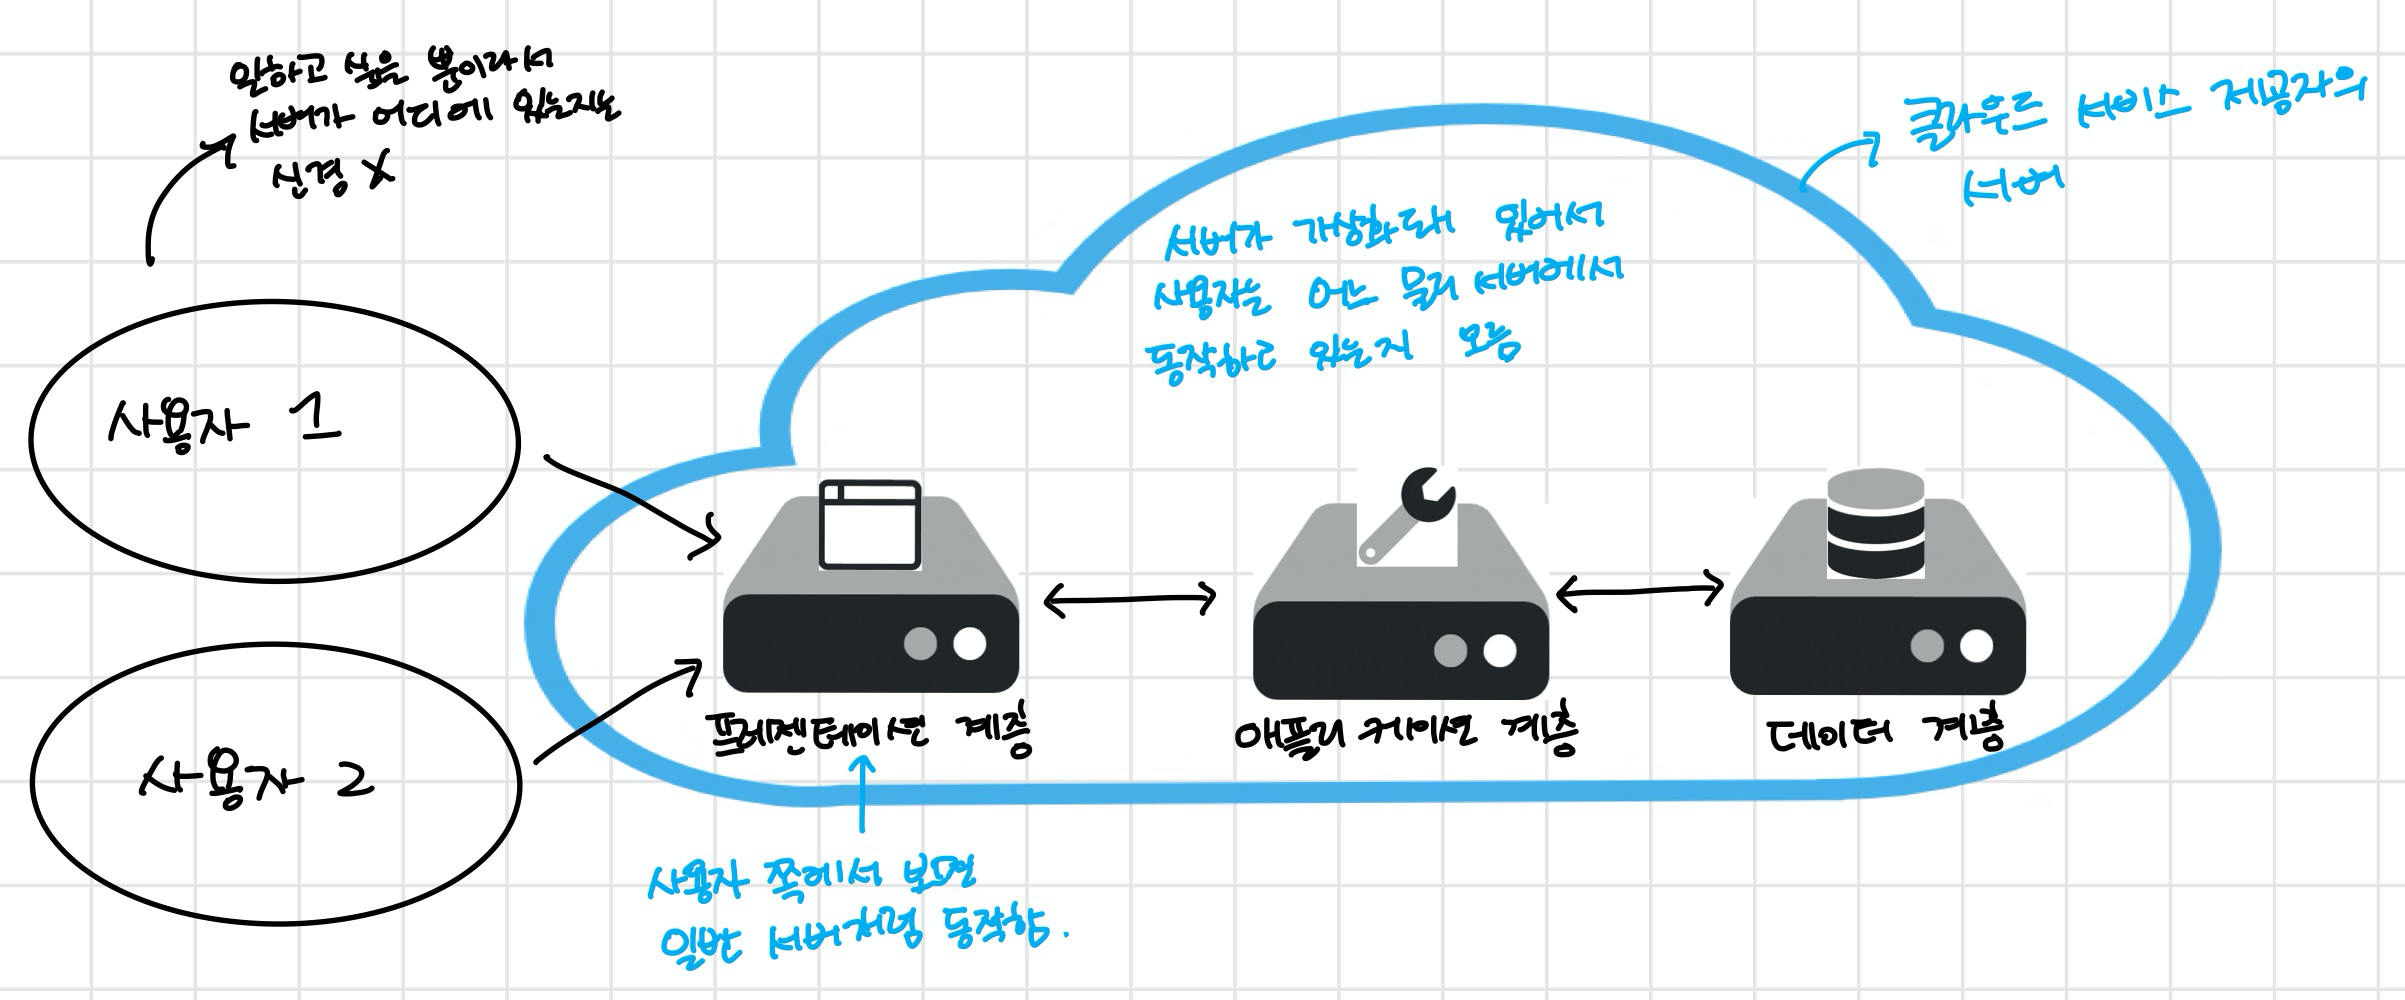 일하고 싶을 뿐이라서
서버가 어디에 있는지는
신경 X
클라우드 서비스 제공자의
서버
서버가 가상화돼 있어서
사용자는 어느 물리 서버에서
동작하고 있는지 모름
사용자 1
사용자 2
프레젠테이션 계층
애플리케이션 계층
데이터 계층
사용자 쪽에서 보면
일반 서버처럼 동작함.